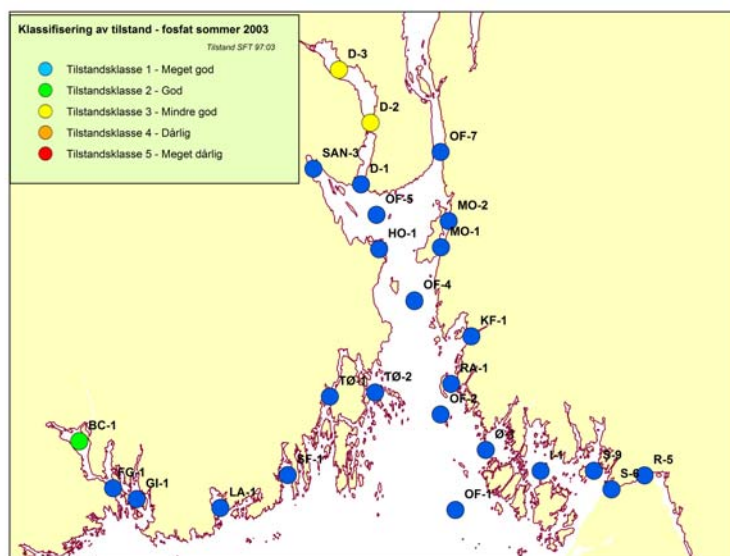 Klassifisering av tilstand - fosfat sommer 2003
Tilstand SFT 97:03
Tilstandsklasse 1 - Meget god
Tilstandsklasse 2 - God
Tilstandsklasse 3 - Mindre god
Tilstandsklasse 4 - Dårlig
Tilstandsklasse 5 - Meget dårlig
D-3
D-2
OF-7
SAN-3
D-1
OF-5
MO-2
HO-1
MO-1
OF-4
KF-1
TØ-1
TØ-2
RA-1
OF-2
BC-1
Ø-1
FG-1
GI-1
SF-1
I-1
S-9
R-5
S-6
LA-1
OF-1